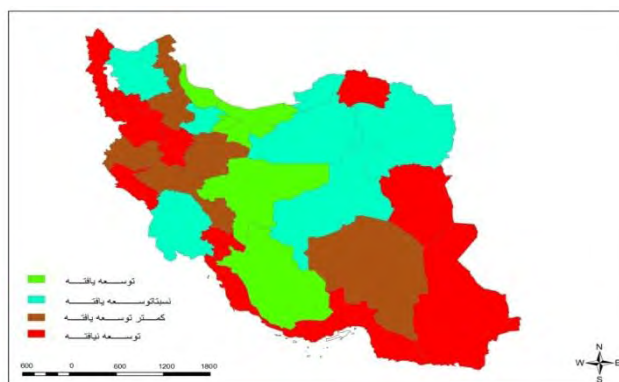 توسعه یافته
نسبتاتوسعه یافته
کمتر توسعه یافته
توسعه نیافته
600 0 600 1200 1800
N
W E
S